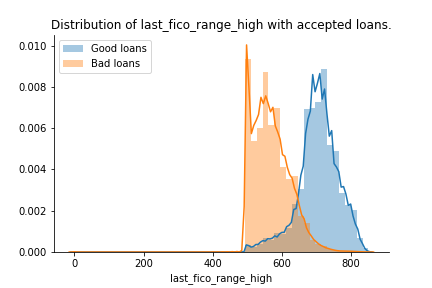 Distribution of last_fico_range_high with accepted loans.
Good loans
Bad loans
0.010
0.008
0.006
0.004
0.002
0.000
0 200 400 600 800
last_fico_range_high